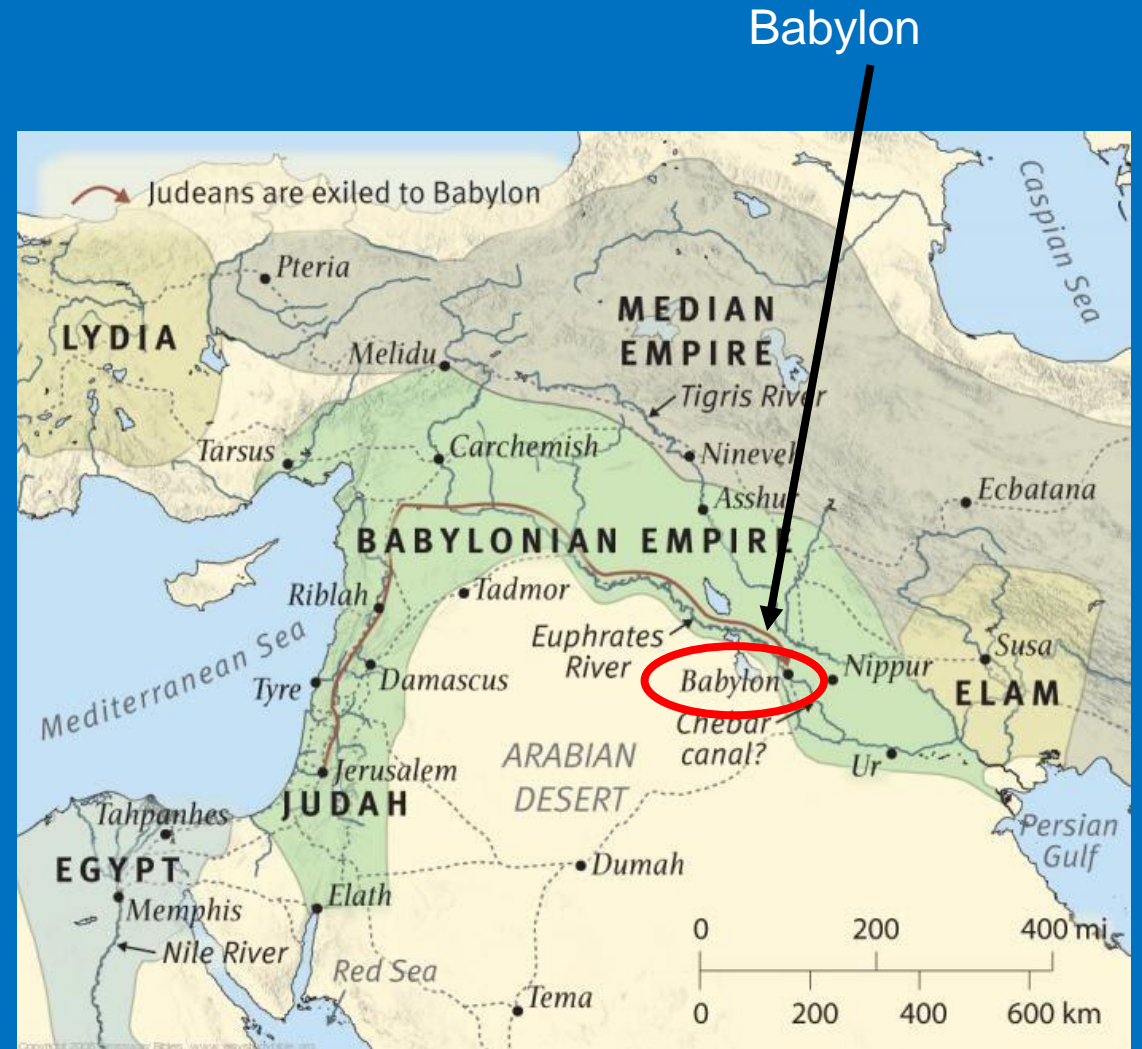 Babylon
Judeans are exiled to Babylon
Caspian Sea
Pteria
LYDIA
MEDIAN
EMPIRE
Melidu
Tigris River
Tarsus
Carchemish
Nineveh
Asshur
Ecbatana
BABYLONIAN EMPIRE
Riblah
Tadmor
Euphrates
River
Mediterranean Sea
Tyre
Damascus
Babylon
Nippur
Susa
ELAM
Chebar
canal?
Ur
Jerusalem
JUDAH
ARABIAN
DESERT
Tahpanhes
EGYPT
Persian
Gulf
Dumah
Memphis
Elath
Nile River
Red Sea
Tema
0 200 400 mi
0 200 400 600 km